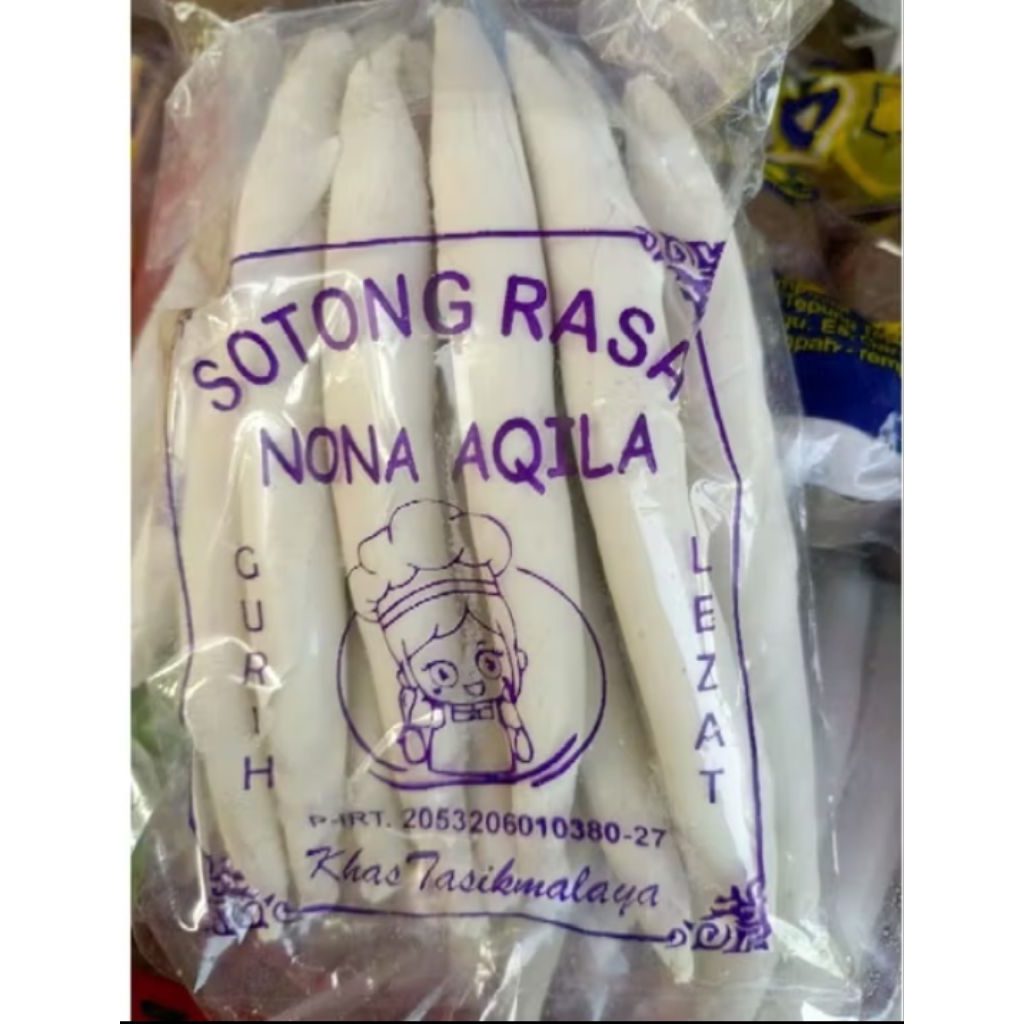 SOTONG RASA
NONA AQILA
GURIH
LEZAT
P-IRT. 2053206010380-27
Khas Tasikmalaya